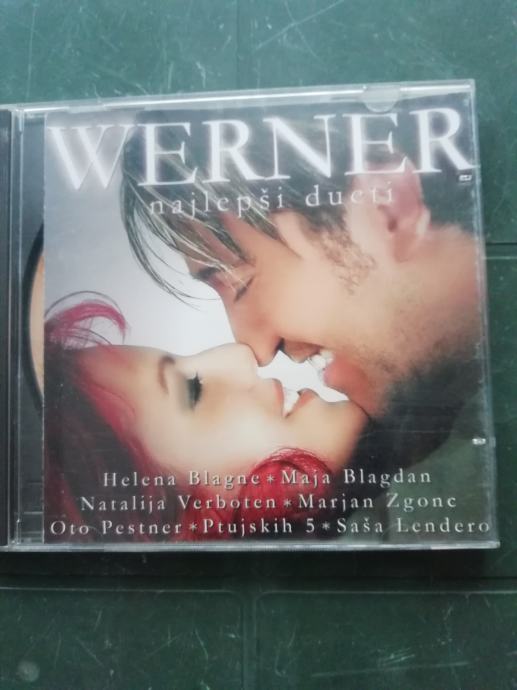 WERNER
najlepši dueti
Helena Blagne * Maja Blagdan
Natalija Verboten * Marjan Zgonc
Oto Pestner * Ptujskih 5 * Saša Lendero